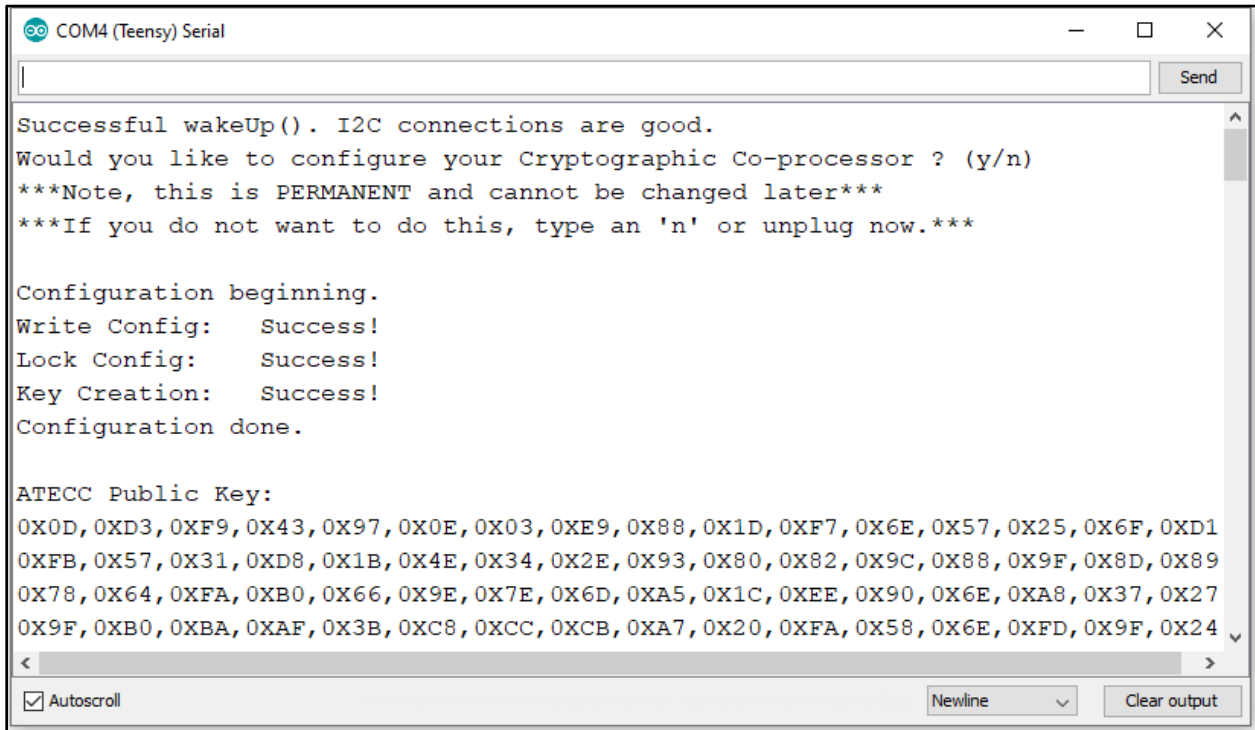 COM4 (Teensy) Serial
Send
Successful wakeUp(). I2C connections are good.
Would you like to configure your Cryptographic Co-processor ? (y/n)
***Note, this is PERMANENT and cannot be changed later***
***If you do not want to do this, type an 'n' or unplug now.***
Configuration beginning.
Write Config:   Success!
Lock Config:    Success!
Key Creation:   Success!
Configuration done.
ATECC Public Key:
0X0D,0XD3,0XF9,0X43,0X97,0X0E,0X03,0XE9,0X88,0X1D,0XF7,0X6E,0X57,0X25,0X6F,0XD1
0XFB,0X57,0X31,0XD8,0X1B,0X4E,0X34,0X2E,0X93,0X80,0X82,0X9C,0X88,0X9F,0X8D,0X89
0X78,0X64,0XFA,0XB0,0X66,0X9E,0X7E,0X6D,0XA5,0X1C,0XEE,0X90,0X6E,0XA8,0X37,0X27
0X9F,0XB0,0XBA,0XAF,0X3B,0XC8,0XCC,0XCB,0XA7,0X20,0XFA,0X58,0X6E,0XFD,0X9F,0X24
Autoscroll
Newline
Clear output